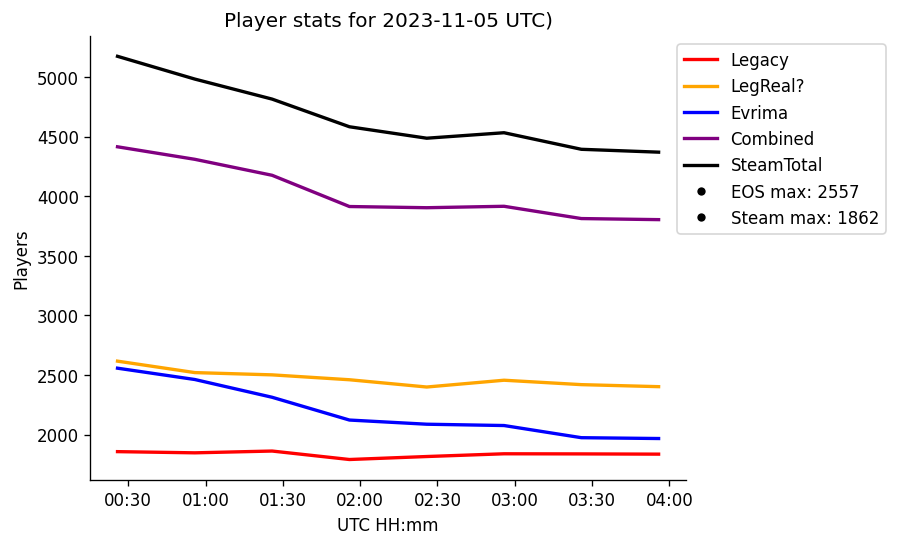 Player stats for 2023-11-05 UTC)
Legacy
LegReal?
Evrima
Combined
SteamTotal
EOS max: 2557
Steam max: 1862
Players
5000
4500
4000
3500
3000
2500
2000
00:30
01:00
01:30
02:00
02:30
03:00
03:30
04:00
UTC HH:mm